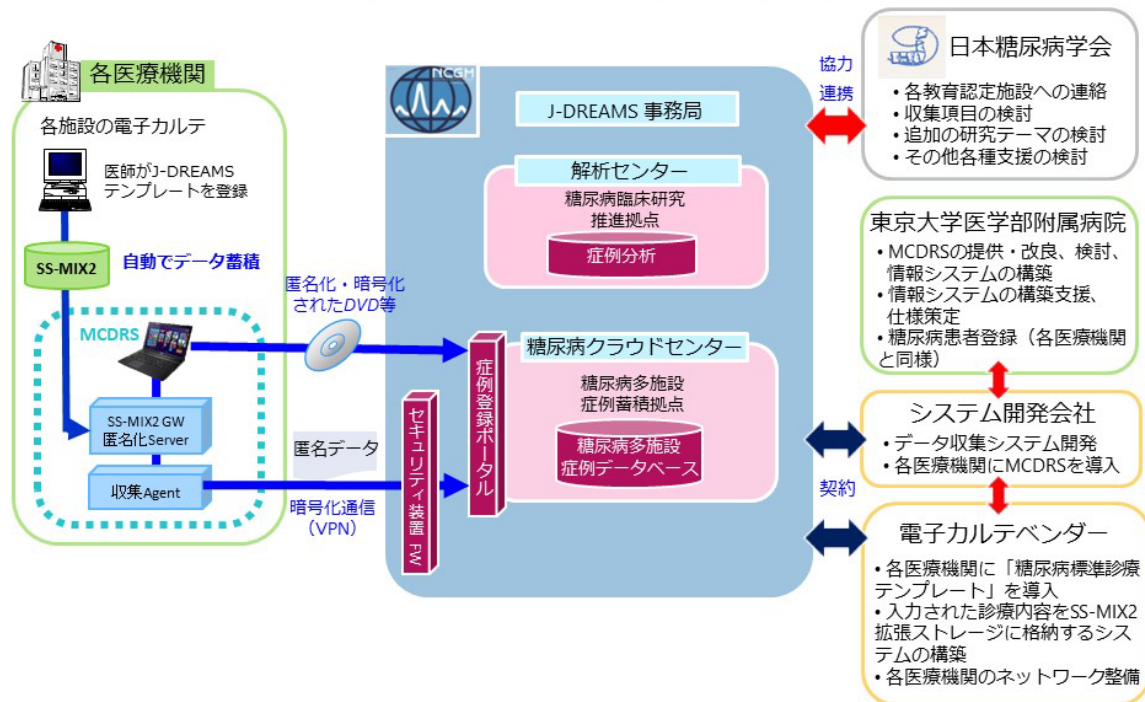 各医療機関
各施設の電子カルテ
医師がJ-DREAMS
テンプレートを登録
SS-MIX2
自動でデータ蓄積
MCDRS
SS-MIX2 GW
匿名化Server
収集Agent
匿名化・暗号化
されたDVD等
匿名データ
暗号化通信
（VPN）
セキュリティ装置 FW
症例登録ポータル
NCGM
J-DREAMS 事務局
解析センター
糖尿病臨床研究
推進拠点
症例分析
糖尿病クラウドセンター
糖尿病多施設
症例蓄積拠点
糖尿病多施設
症例データベース
協力
連携
契約
日本糖尿病学会
• 各教育認定施設への連絡
• 収集項目の検討
• 追加の研究テーマの検討
• その他各種支援の検討
東京大学医学部附属病院
• MCDRSの提供・改良、検討、
情報システムの構築
• 情報システムの構築支援、
仕様策定
• 糖尿病患者登録（各医療機関
と同様）
システム開発会社
• データ収集システム開発
• 各医療機関にMCDRSを導入
電子カルテベンダー
• 各医療機関に「糖尿病標準診療
テンプレート」を導入
• 入力された診療内容をSS-MIX2
拡張ストレージに格納するシス
テムの構築
• 各医療機関のネットワーク整備